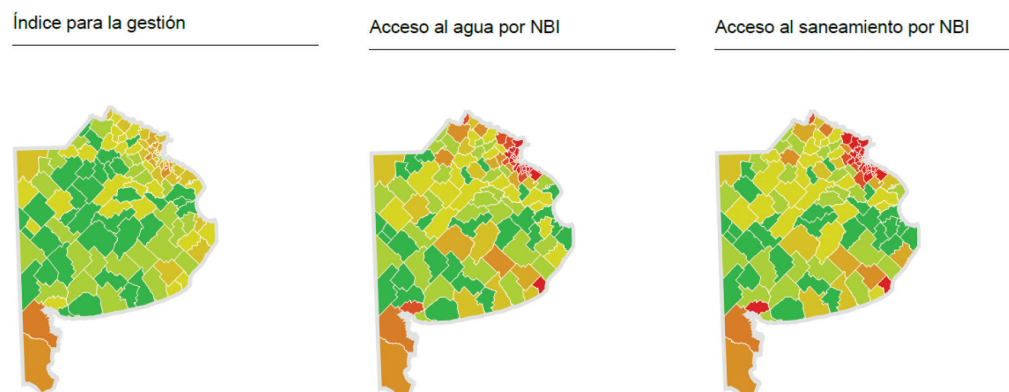 Índice para la gestión
Acceso al agua por NBI
Acceso al saneamiento por NBI